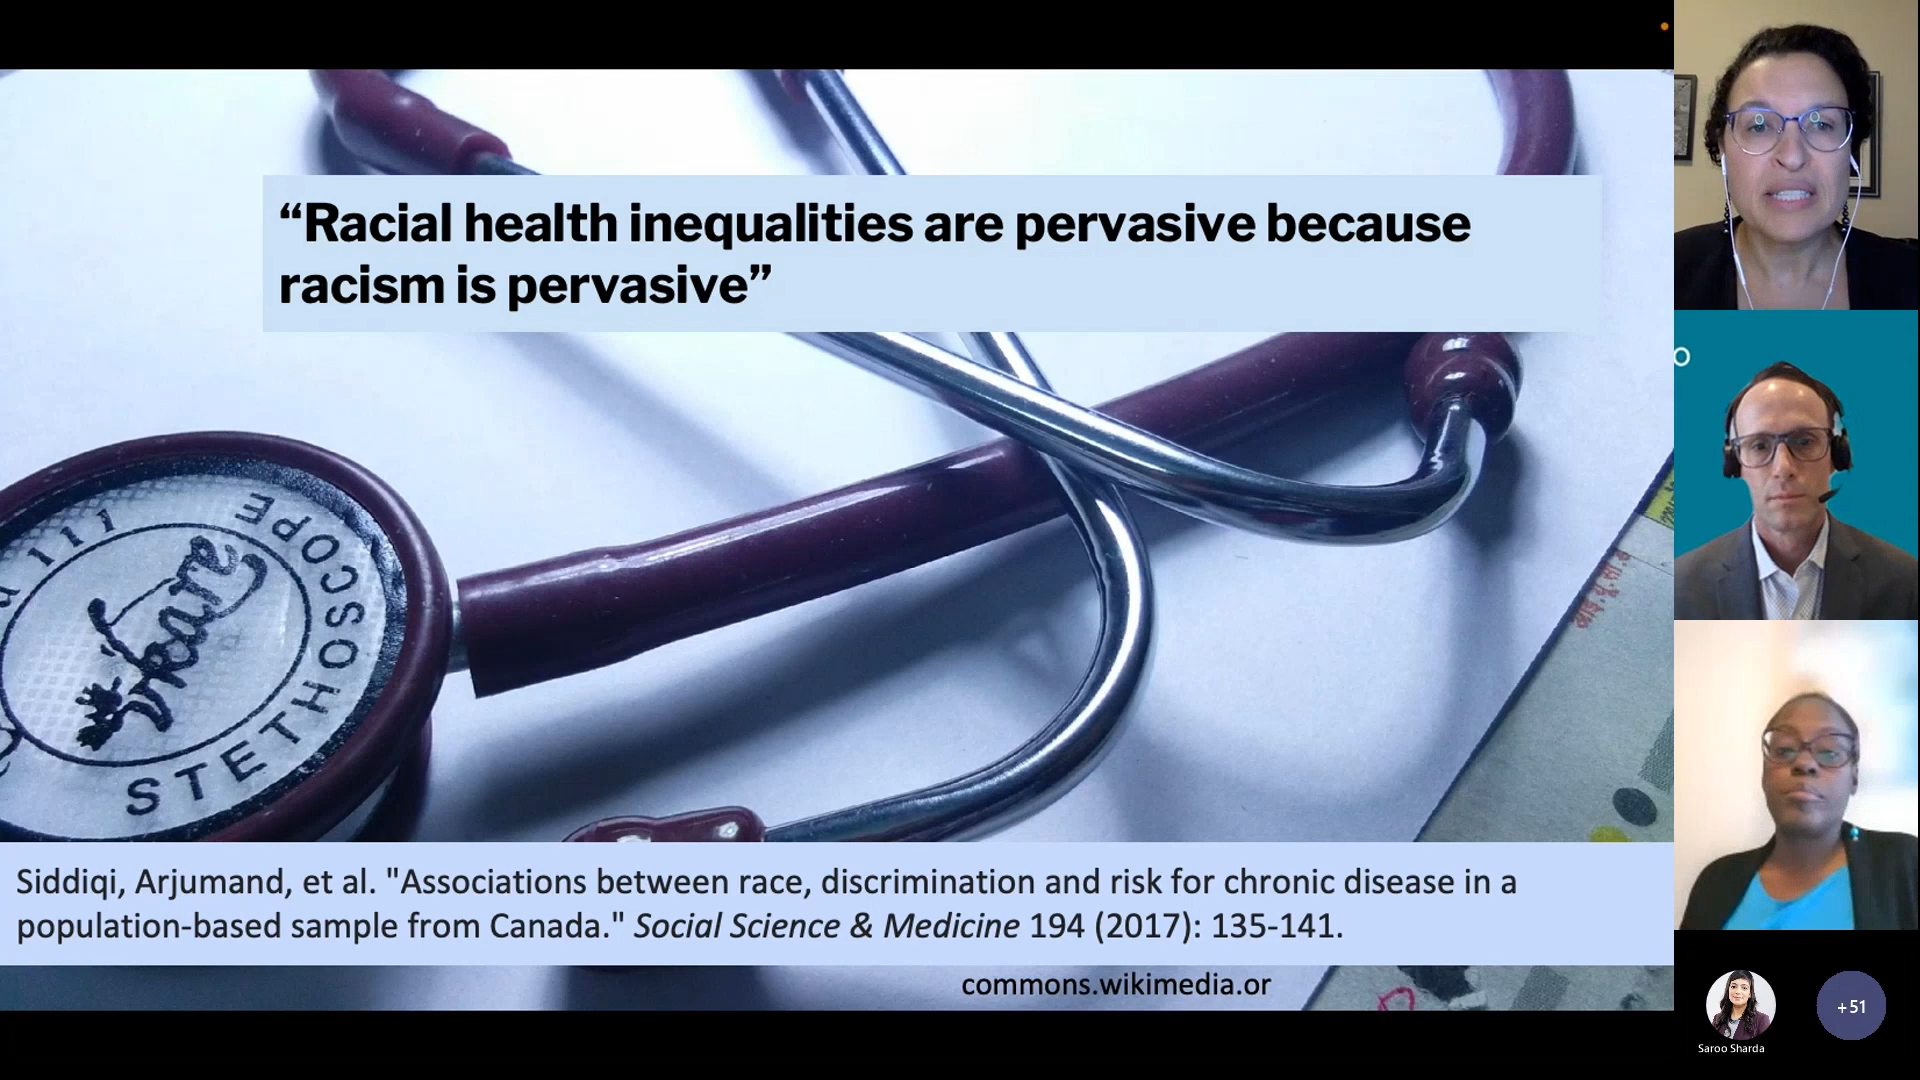 “Racial health inequalities are pervasive because
racism is pervasive”
STETHOSCOPE
Siddiqi, Arjumand, et al. "Associations between race, discrimination and risk for chronic disease in a
population-based sample from Canada." Social Science & Medicine 194 (2017): 135-141.
commons.wikimedia.or
O
Saroo Sharda
+51